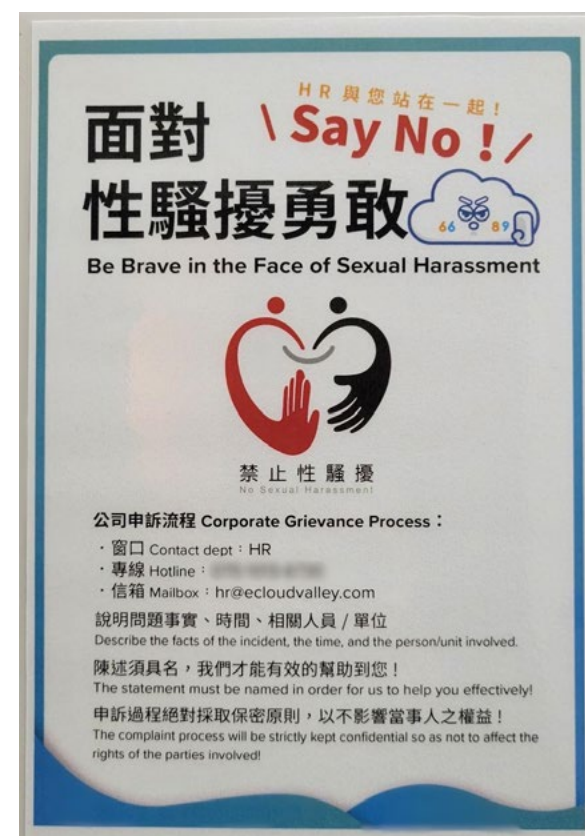 HR 與您站在一起！
\ Say No！/
面對
性騷擾勇敢
66 89
Be Brave in the Face of Sexual Harassment
禁止性騷擾
No Sexual Harassment
公司申訴流程 Corporate Grievance Process：
・窗口 Contact dept：HR
・專線 Hotline：
・信箱 Mailbox：hr@ecloudvalley.com
說明問題事實、時間、相關人員 / 單位
Describe the facts of the incident, the time, and the person/unit involved.
陳述須具名，我們才能有效的幫助到您！
The statement must be named in order for us to help you effectively!
申訴過程絕對採取保密原則，以不影響當事人之權益！
The complaint process will be strictly kept confidential so as not to affect the
rights of the parties involved!